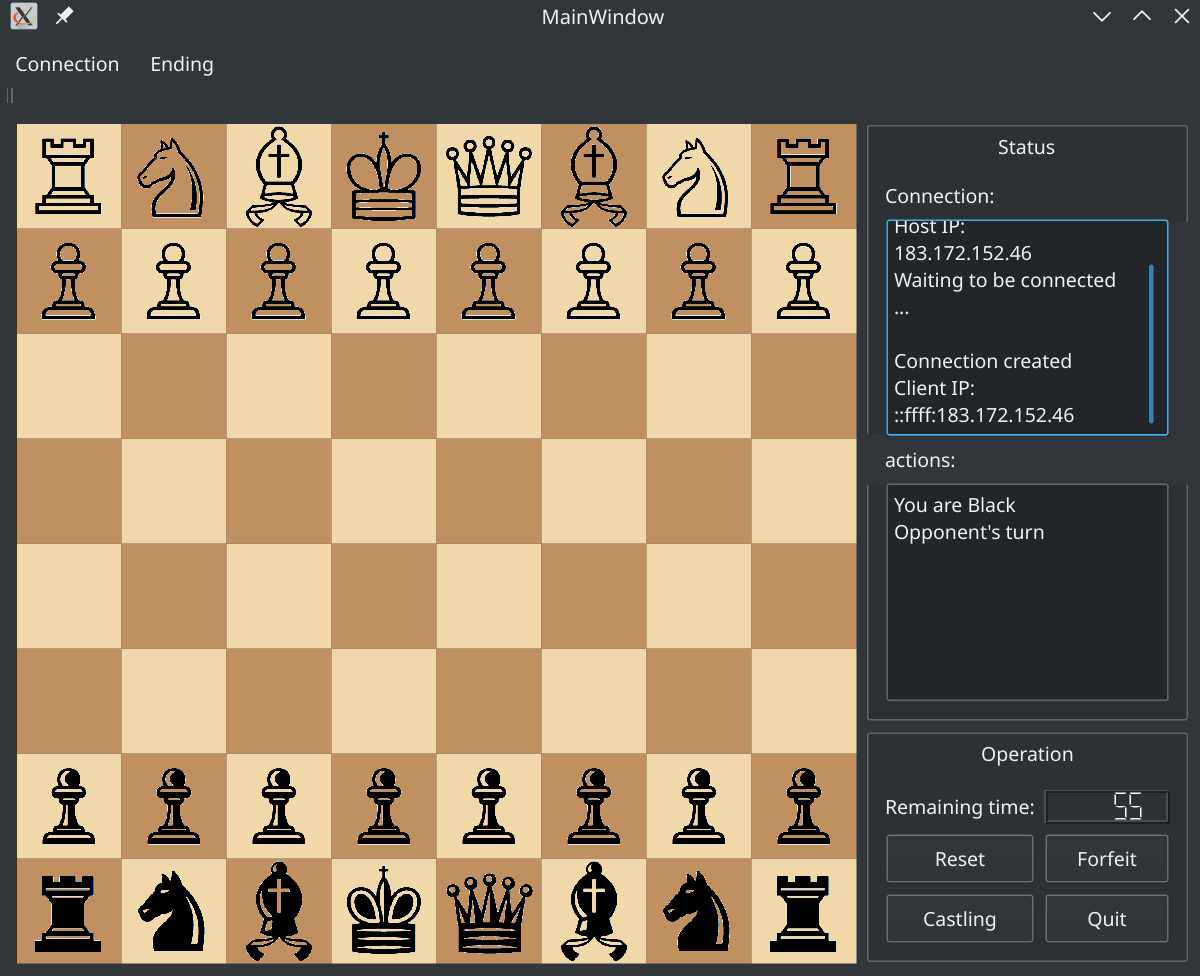 MainWindow
Connection Ending
Status
Connection:
Host IP:
183.172.152.46
Waiting to be connected
...
Connection created
Client IP:
::ffff:183.172.152.46
actions:
You are Black
Opponent's turn
Operation
Remaining time: 55
Reset Forfeit
Castling Quit